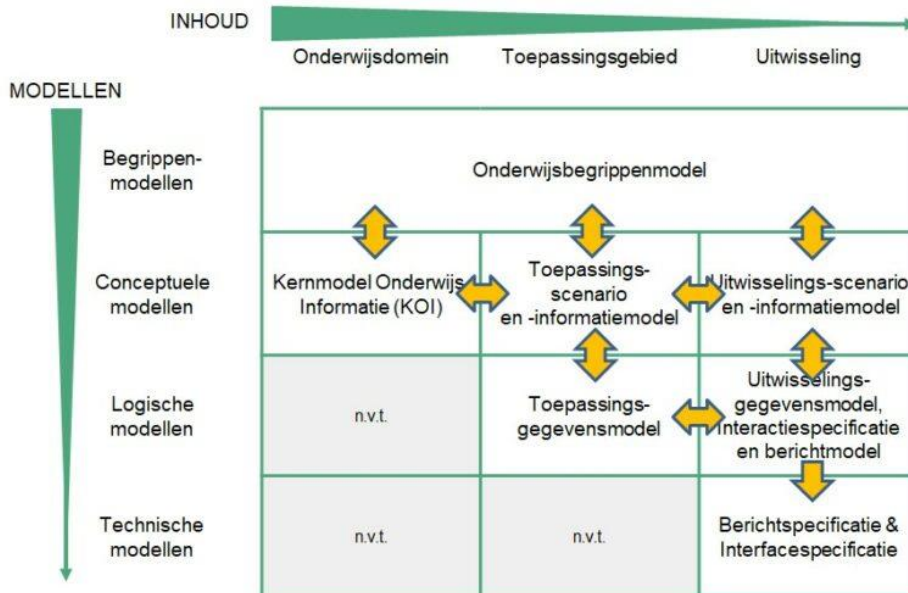 INHOUD
Onderwijsdomein
Toepassingsgebied
Uitwisseling
MODELLEN
Begrippen-
modellen
Onderwijsbegrippenmodel
Conceptuele
modellen
Kernmodel Onderwijs
Informatie (KOI)
Toepassings-
scenario
en -informatiemodel
Uitwisselings-scenario
en -informatiemodel
Logische
modellen
n.v.t.
Toepassings-
gegevensmodel
Uitwisselings-
gegevensmodel,
Interactiespecificatie
en berichtmodel
Technische
modellen
n.v.t.
n.v.t.
Berichtspecificatie &
Interfacespecificatie